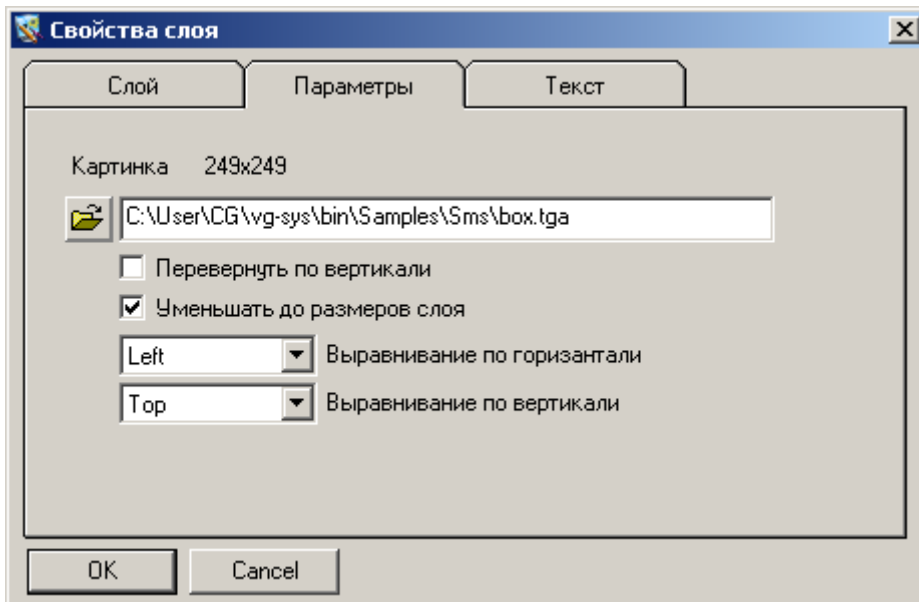 Свойства слоя
Слой Параметры Текст
Картинка 249x249
C:\User\CG\vg-sys\bin\Samples\Sms\box.tga
Перевернуть по вертикали
Уменьшать до размеров слоя
Left Выравнивание по горизантали
Top Выравнивание по вертикали
OK Cancel